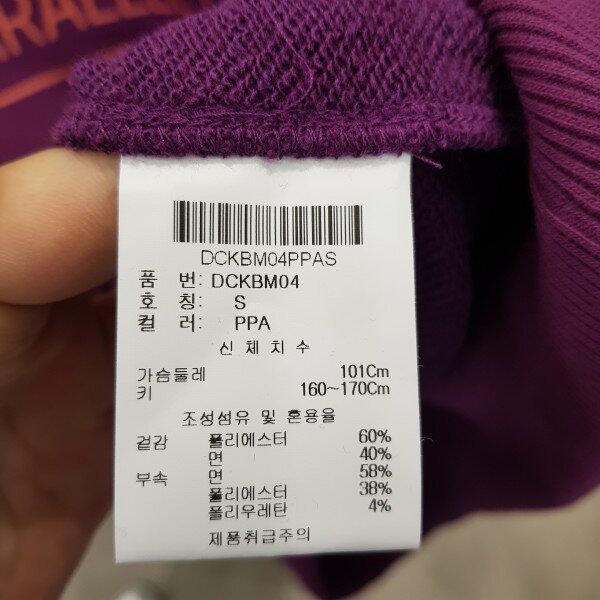 RALLE
DCKBM04PPAS
품 번: DCKBM04
호 칭: S
컬 러: PPA
신 체 치 수
가슴둘레 101Cm
키 160~170Cm
조성섬유 및 혼용율
겉감 폴리에스터 60%
면 40%
부속 면 58%
폴리에스터 38%
폴리우레탄 4%
제품취급주의